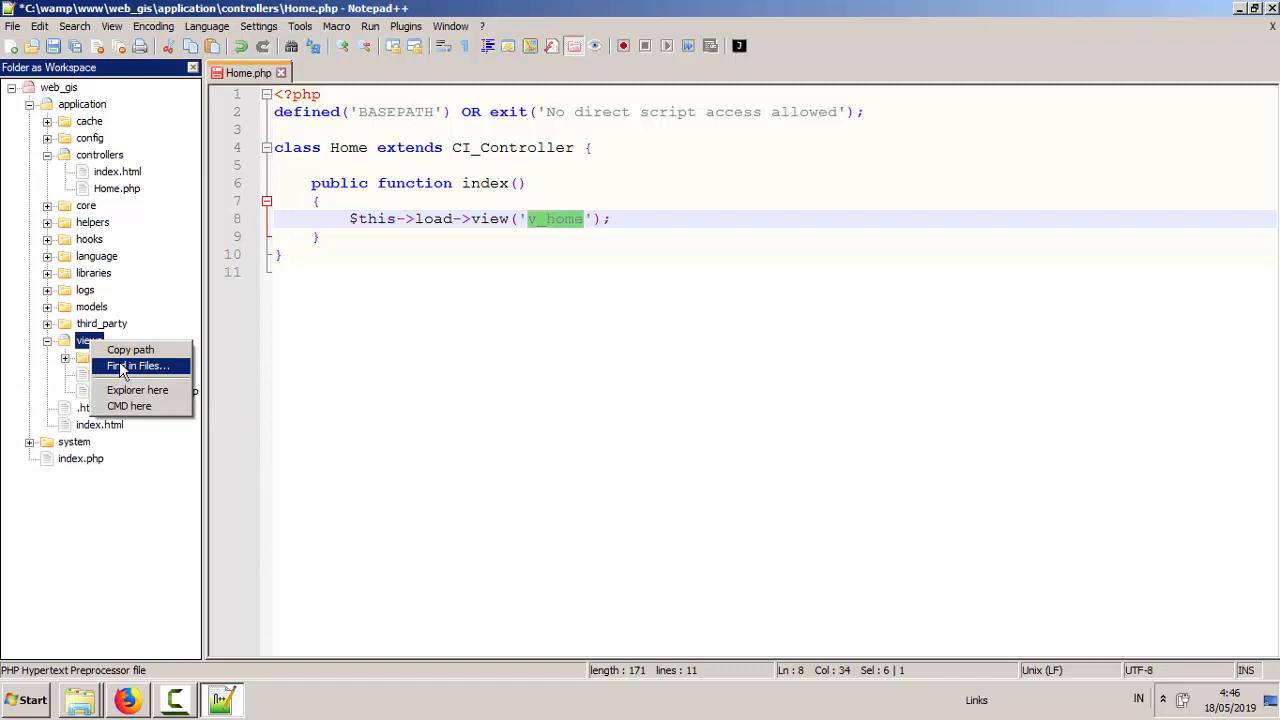 *C:\wamp\www\web_gis\application\controllers\Home.php - Notepad++
File Edit Search View Encoding Language Settings Tools Macro Run Plugins Window ? X
Folder as Workspace
Home.php
web_gis
application
cache
config
controllers
index.html
Home.php
core
helpers
hooks
language
libraries
logs
models
third_party
Copy path
Find in Files...
Explorer here
CMD here
index.html
system
index.php
1 <?php
2 defined('BASEPATH') OR exit('No direct script access allowed');
3
4 class Home extends CI_Controller {
5
6 public function index()
7 {
8 $this->load->view('v_home');
9 }
10 }
11
PHP Hypertext Preprocessor file length : 171 lines : 11 Ln : 8 Col : 34 Sel : 6 | 1 Unix (LF) UTF-8 INS
Start Links IN 4:46
18/05/2019